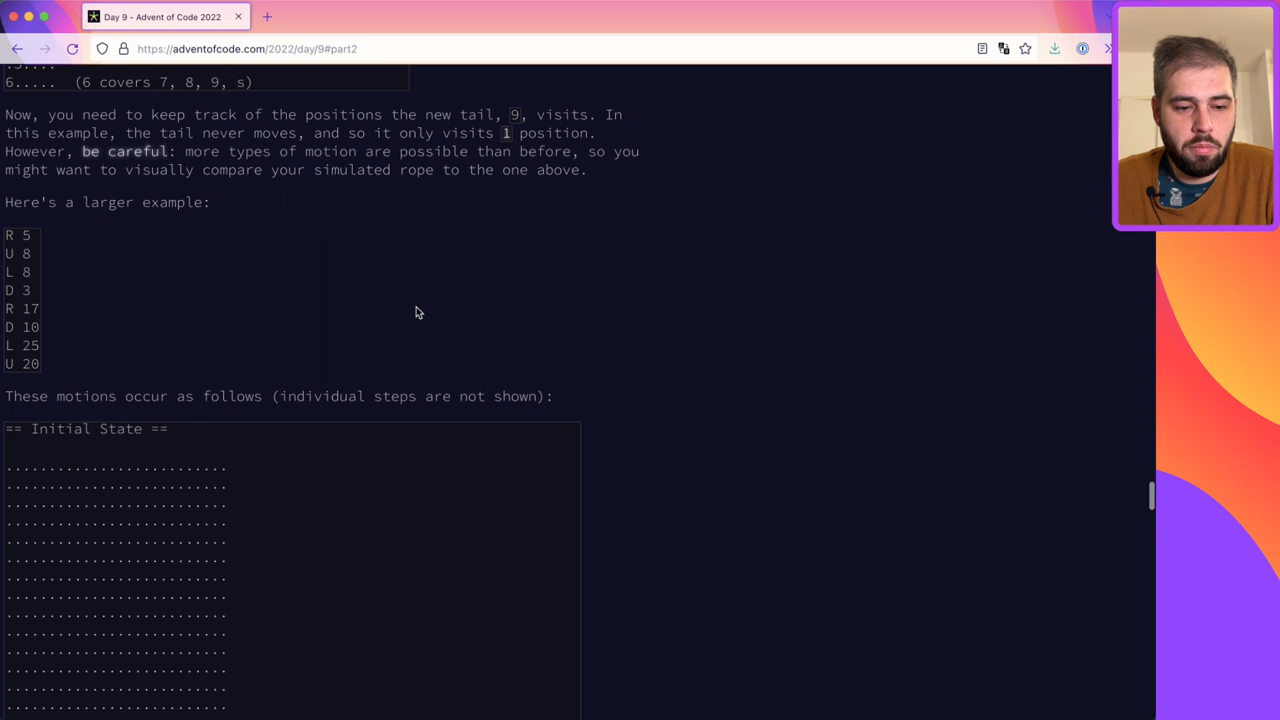 Day 9 - Advent of Code 2022
https://adventofcode.com/2022/day/9#part2
6..... (6 covers 7, 8, 9, s)
Now, you need to keep track of the positions the new tail, 9, visits. In
this example, the tail never moves, and so it only visits 1 position.
However, be careful: more types of motion are possible than before, so you
might want to visually compare your simulated rope to the one above.
Here's a larger example:
R 5
U 8
L 8
D 3
R 17
D 10
L 25
U 20
These motions occur as follows (individual steps are not shown):
== Initial State ==
..........................
..........................
..........................
..........................
..........................
..........................
..........................
..........................
..........................
..........................
..........................
..........................
..........................
..........................